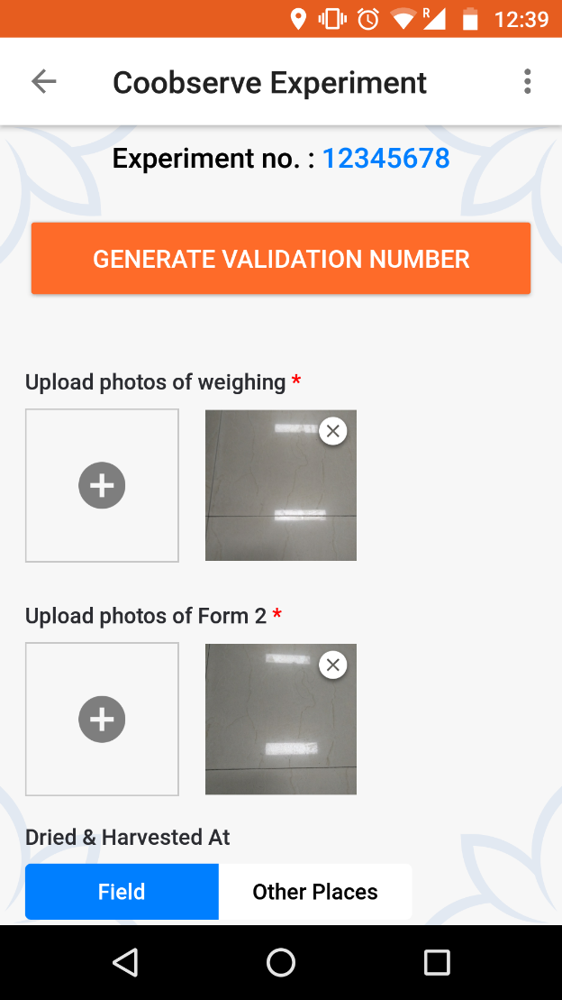 R
12:39
Coobserve Experiment
Experiment no. : 12345678
GENERATE VALIDATION NUMBER
Upload photos of weighing *
Upload photos of Form 2 *
Dried & Harvested At
Field Other Places